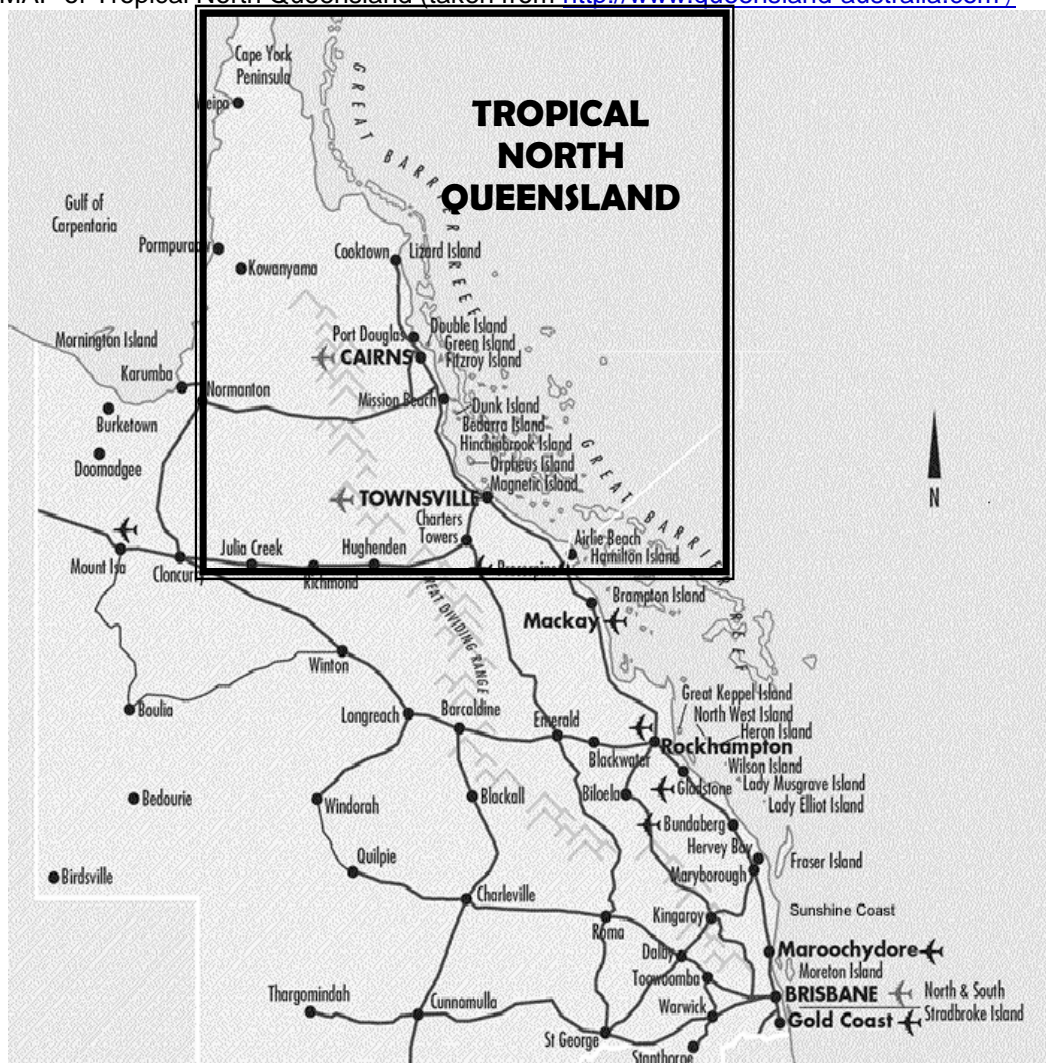 MAP of Tropical North Queensland (taken from http://www.queensland-australia.com /
Cape York
Peninsula
Weipa
GREAT BARRIER REEF
TROPICAL
NORTH
QUEENSLAND
Gulf of
Carpentaria
Pormpuraay
Kowanyama
Cooktown
Lizard Island
Mornington Island
Port Douglas
Double Island
Green Island
CAIRNS
Fitzroy Island
Karumba
Normanton
Mission Beach
Dunk Island
Bedarra Island
Hinchinbrook Island
Orpheus Island
Magnetic Island
Burketown
Doomadgee
GREAT BARRIER REEF
TOWNSVILLE
Charters
Towers
N
Airlie Beach
Hamilton Island
Julia Creek
Hughenden
Mount Isa
Cloncurry
Richmond
Proserpine
Brampton Island
GREAT DIVIDING RANGE
Mackay
Winton
Great Keppel Island
North West Island
Heron Island
Boulia
Longreach
Barcaldine
Emerald
Blackwater
Rockhampton
Wilson Island
Lady Musgrave Island
Lady Elliot Island
Bedourie
Windorah
Blackall
Biloela
Gladstone
Bundaberg
Hervey Bay
Fraser Island
Birdsville
Quilpie
Maryborough
Charleville
Kingaroy
Sunshine Coast
Roma
Dalby
Maroochydore
Moreton Island
Toowoomba
Thargomindah
Cunnamulla
Warwick
BRISBANE
North & South
Stradbroke Island
Gold Coast
St George
Stanthorpe